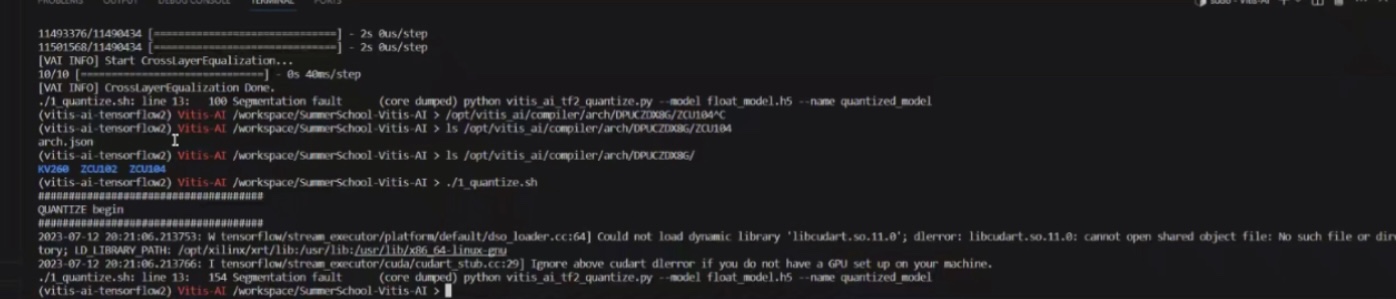 PROBLEMS OUTPUT DEBUG CONSOLE TERMINAL PORTS
11493376/11490434 [==============================] - 2s 0us/step
11501568/11490434 [==============================] - 2s 0us/step
[VAI INFO] Start CrossLayerEqualization...
10/10 [==============================] - 0s 40ms/step
[VAI INFO] CrossLayerEqualization Done.
./1_quantize.sh: line 13: 100 Segmentation fault (core dumped) python vitis_ai_tf2_quantize.py --model float_model.h5 --name quantized_model
(vitis-ai-tensorflow2) Vitis-AI /workspace/SummerSchool-Vitis-AI > /opt/vitis_ai/compiler/arch/DPUCZDX8G/ZCU104^C
(vitis-ai-tensorflow2) Vitis-AI /workspace/SummerSchool-Vitis-AI > ls /opt/vitis_ai/compiler/arch/DPUCZDX8G/ZCU104
arch.json
(vitis-ai-tensorflow2) Vitis-AI /workspace/SummerSchool-Vitis-AI > ls /opt/vitis_ai/compiler/arch/DPUCZDX8G/
KV260 ZCU102 ZCU104
(vitis-ai-tensorflow2) Vitis-AI /workspace/SummerSchool-Vitis-AI > ./1_quantize.sh
#####################################
QUANTIZE begin
#####################################
2023-07-12 20:21:06.213753: W tensorflow/stream_executor/platform/default/dso_loader.cc:64] Could not load dynamic library 'libcudart.so.11.0'; dlerror: libcudart.so.11.0: cannot open shared object file: No such file or direc
tory; LD_LIBRARY_PATH: /opt/xilinx/xrt/lib:/usr/lib:/usr/lib/x86_64-linux-gnu
2023-07-12 20:21:06.213766: I tensorflow/stream_executor/cuda/cudart_stub.cc:29] Ignore above cudart dlerror if you do not have a GPU set up on your machine.
./1_quantize.sh: line 13: 154 Segmentation fault (core dumped) python vitis_ai_tf2_quantize.py --model float_model.h5 --name quantized_model
(vitis-ai-tensorflow2) Vitis-AI /workspace/SummerSchool-Vitis-AI >